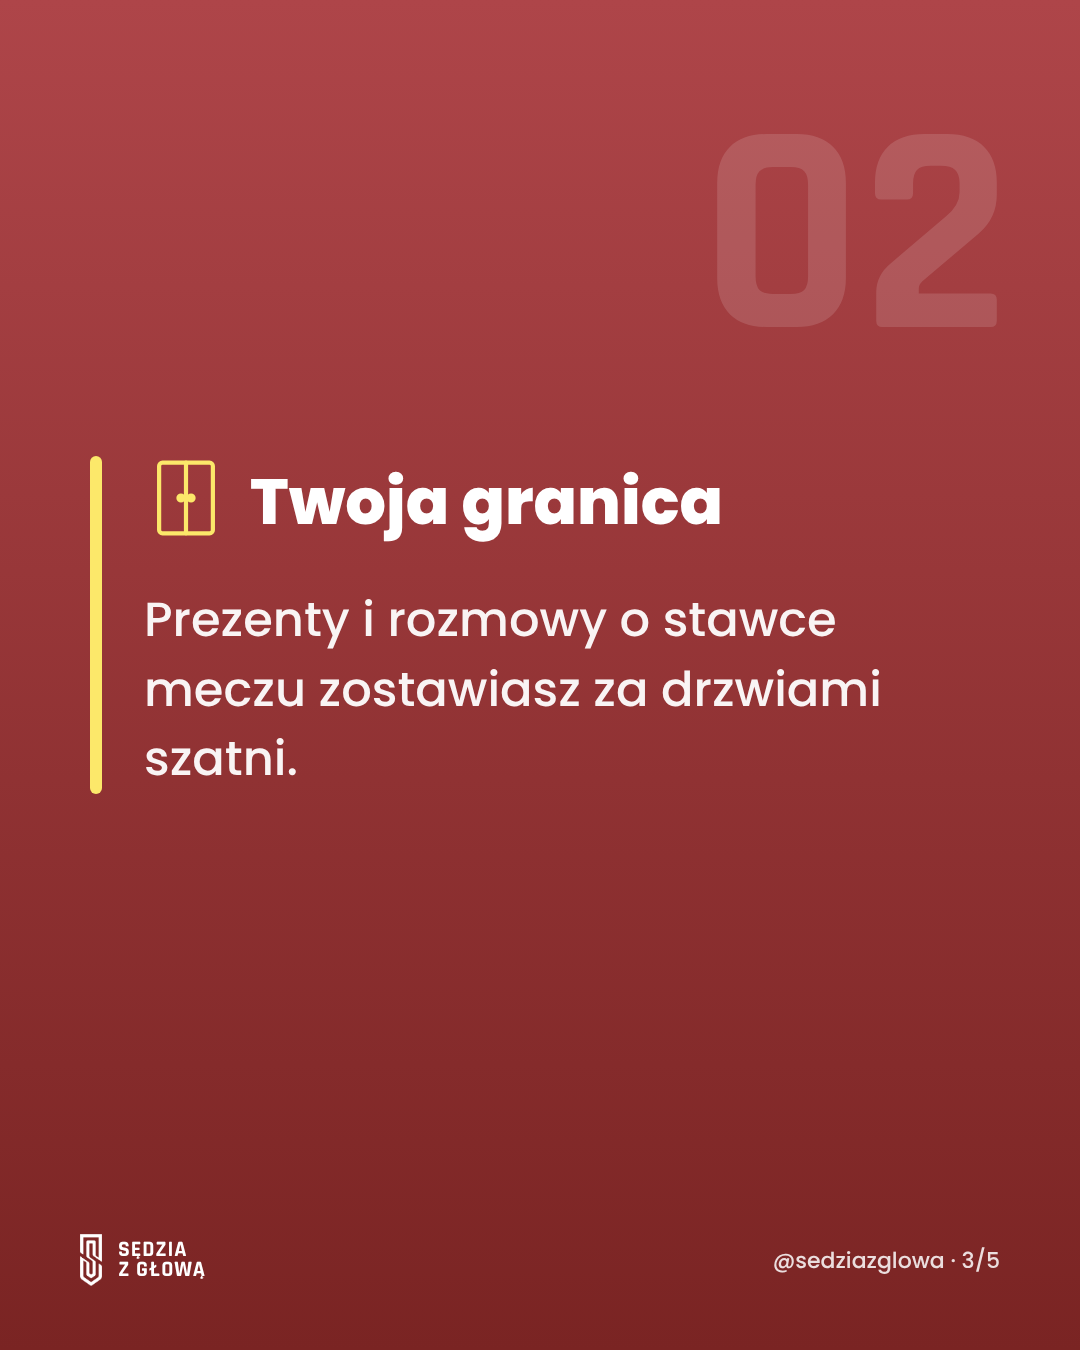 02
Twoja granica
Prezenty i rozmowy o stawce
meczu zostawiasz za drzwiami
szatni.
SĘDZIA
Z GŁOWĄ
@sedziazglowa · 3/5